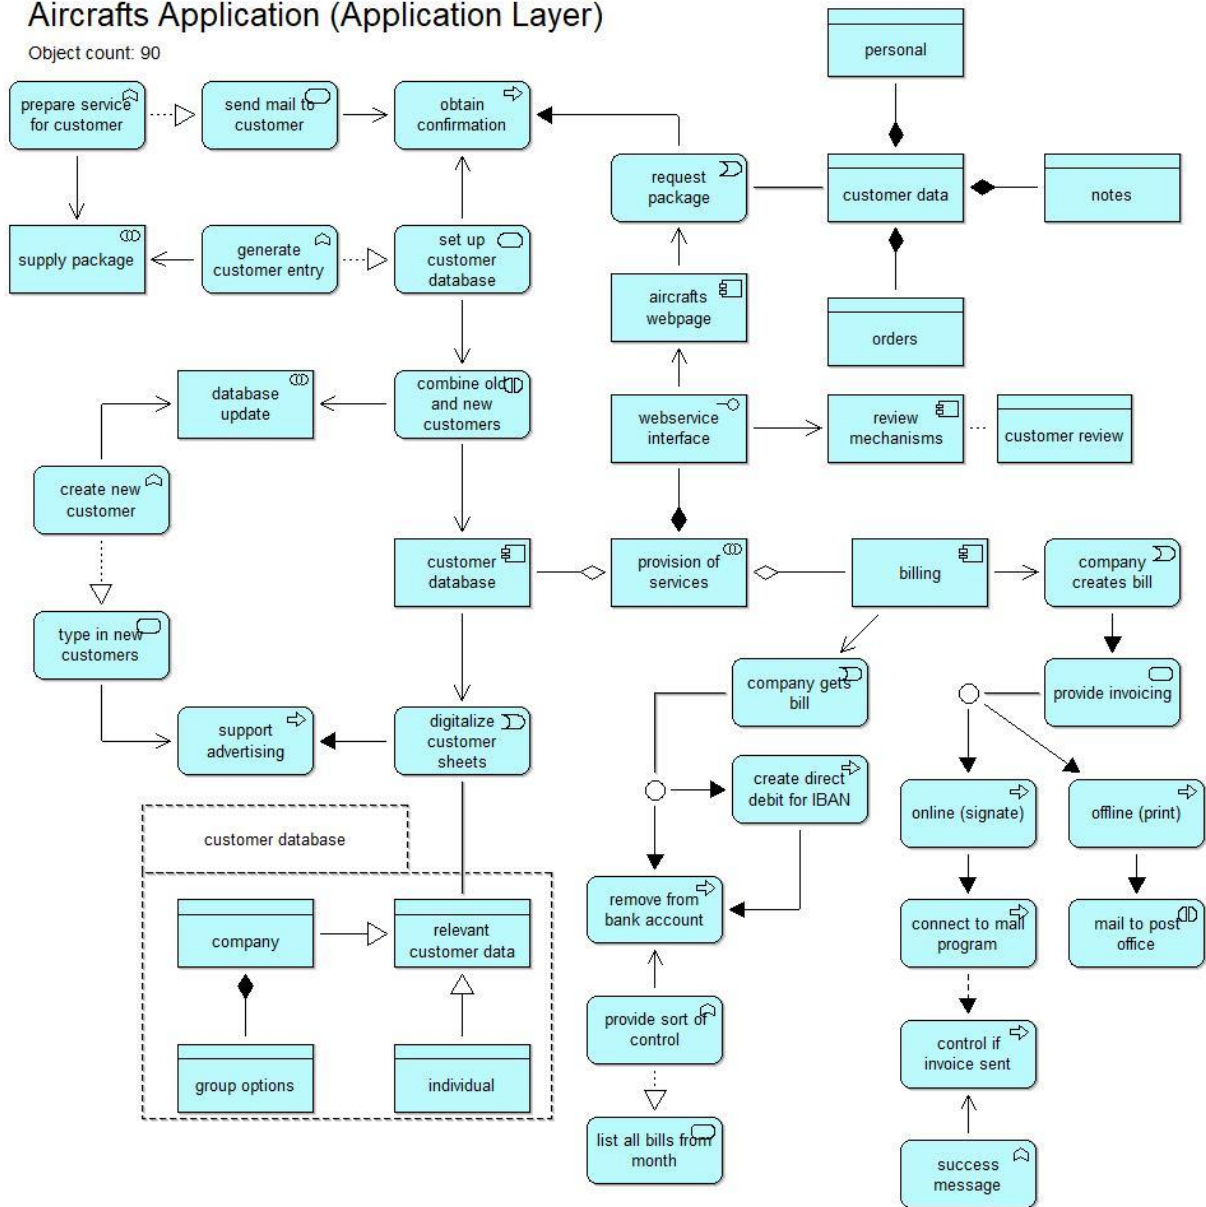 Aircrafts Application (Application Layer)
Object count: 90
personal
prepare service
for customer
send mail to
customer
obtain
confirmation
request
package
customer data
notes
supply package
generate
customer entry
set up
customer
database
aircrafts
webpage
orders
database
update
combine old
and new
customers
webservice
interface
review
mechanisms
customer review
create new
customer
customer
database
provision of
services
billing
company
creates bill
type in new
customers
company gets
bill
provide invoicing
support
advertising
digitalize
customer
sheets
create direct
debit for IBAN
online (signate)
offline (print)
customer database
company
relevant
customer data
remove from
bank account
connect to mail
program
mail to post
office
provide sort of
control
control if
invoice sent
group options
individual
list all bills from
month
success
message